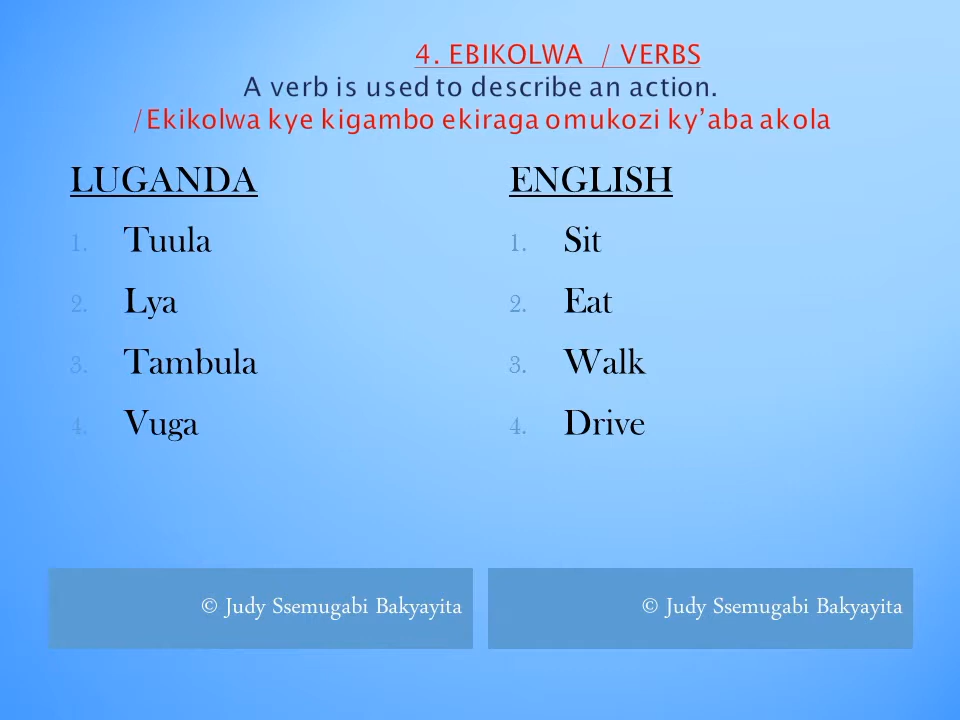 4. EBIKOLWA / VERBS
A verb is used to describe an action.
/Ekikolwa kye kigambo ekiraga omukozi ky’aba akola
LUGANDA
1. Tuula
2. Lya
3. Tambula
4. Vuga
ENGLISH
1. Sit
2. Eat
3. Walk
4. Drive
© Judy Ssemugabi Bakyayita
© Judy Ssemugabi Bakyayita